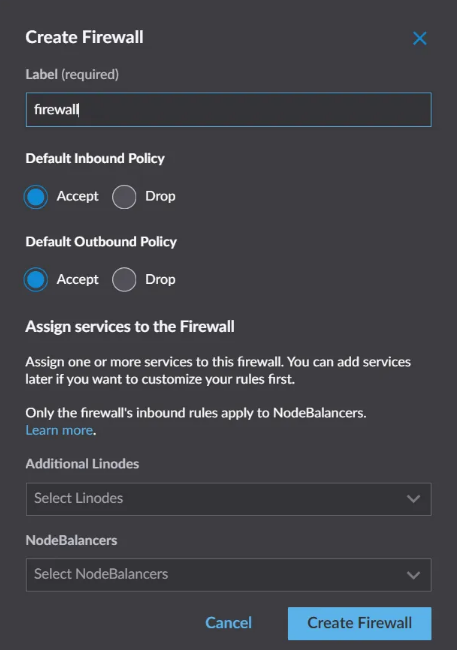 Create Firewall
Label (required)
firewall
Default Inbound Policy
Accept Drop
Default Outbound Policy
Accept Drop
Assign services to the Firewall
Assign one or more services to this firewall. You can add services
later if you want to customize your rules first.
Only the firewall's inbound rules apply to NodeBalancers.
Learn more.
Additional Linodes
Select Linodes
NodeBalancers
Select NodeBalancers
Cancel Create Firewall